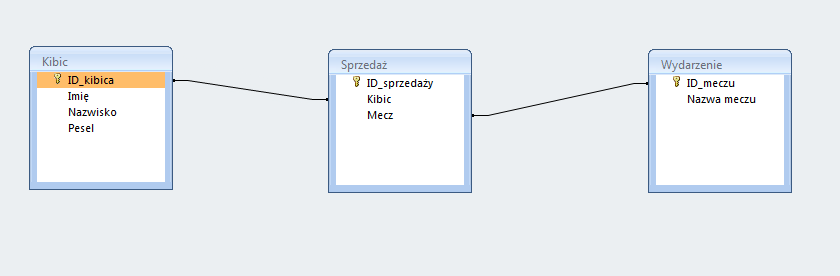 Kibic
ID_kibica
Imię
Nazwisko
Pesel
Sprzedaż
ID_sprzedaży
Kibic
Mecz
Wydarzenie
ID_meczu
Nazwa meczu